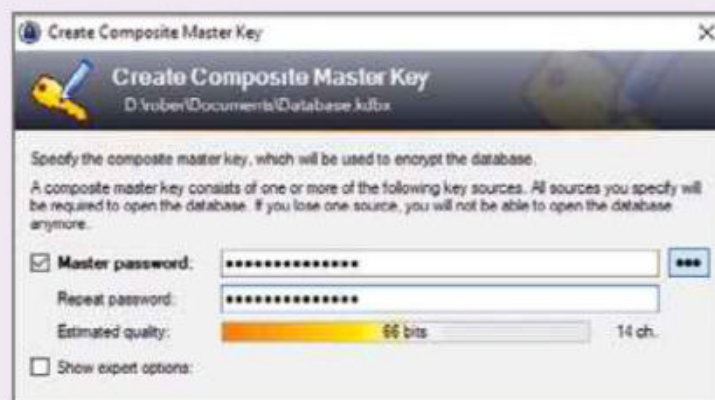 Create Composite Master Key
Create Composite Master Key
D:\rober\Documents\Database.kdbx
Specify the composite master key, which will be used to encrypt the database.
A composite master key consists of one or more of the following key sources. All sources you specify will
be required to open the database. If you lose one source, you will not be able to open the database
anymore.
Master password: •••••••••••••• •••
Repeat password: ••••••••••••••
Estimated quality: 66 bits 14 ch.
Show expert options: